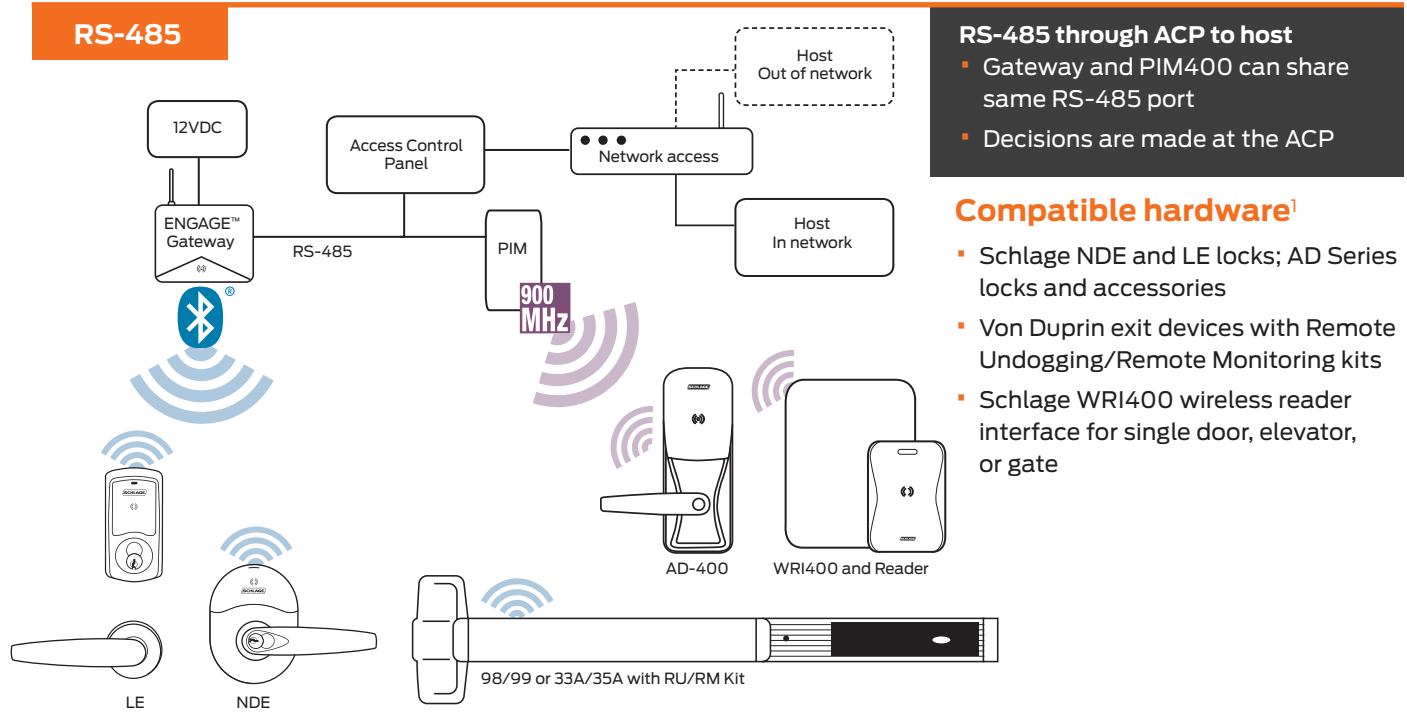 RS-485
12VDC
Access Control
Panel
Host
Out of network
Network access
ENGAGE™
Gateway
RS-485
PIM
Host
In network
®
900
MHz
SCHLAGE
SCHLAGE
SCHLAGE
AD-400
WRI400 and Reader
98/99 or 33A/35A with RU/RM Kit
LE
NDE
RS-485 through ACP to host
▪ Gateway and PIM400 can share
same RS-485 port
▪ Decisions are made at the ACP
Compatible hardware¹
▪ Schlage NDE and LE locks; AD Series
locks and accessories
▪ Von Duprin exit devices with Remote
Undogging/Remote Monitoring kits
▪ Schlage WRI400 wireless reader
interface for single door, elevator,
or gate